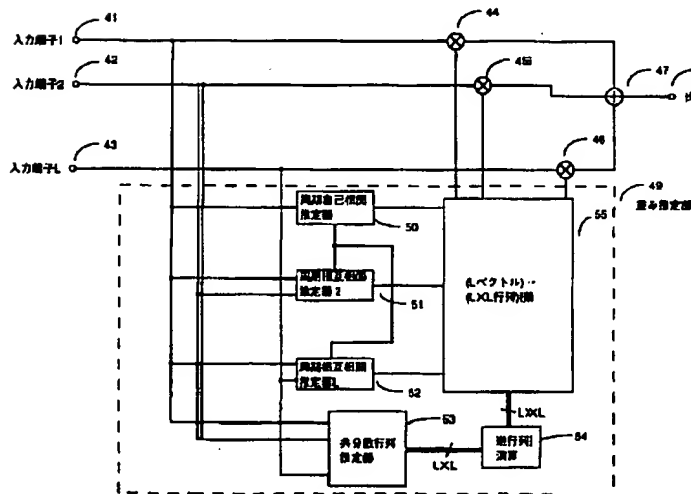 41
入力端子1
44
42
入力端子2
45
47
43
入力端子L
46
49
重み推定部
周期自己相関
推定器
50
55
周期相互相関
推定器2
51
(Lベクトル)・
(L×L行列)積
周期相互相関
推定器L
52
53
共分散行列
推定器
L×L
L×L
逆行列
演算
54